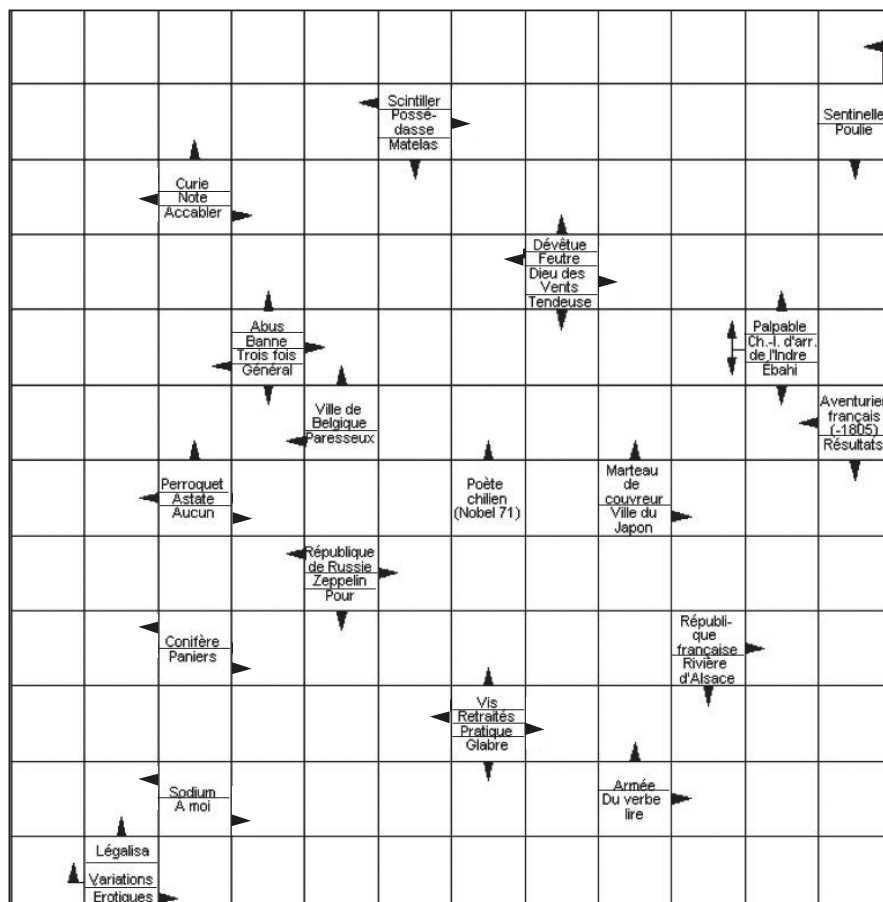 Scintiller
Possé-
dasse
Matelas
Sentinelle
Poulie
Curie
Note
Accabler
Dévêtue
Feutre
Dieu des
Vents
Tendeuse
Abus
Banne
Trois fois
Général
Palpable
Ch.-l. d'arr.
de l'Indre
Ébahi
Ville de
Belgique
Paresseux
Aventurier
français
(-1805)
Résultats
Perroquet
Astate
Aucun
Poète
chilien
(Nobel 71)
Marteau
de
couvreur
Ville du
Japon
République
de Russie
Zeppelin
Pour
Conifère
Paniers
Républi-
que
française
Rivière
d'Alsace
Vis
Retraités
Pratique
Glabre
Sodium
A moi
Armée
Du verbe
lire
Légalisa
Variations
Erotiques